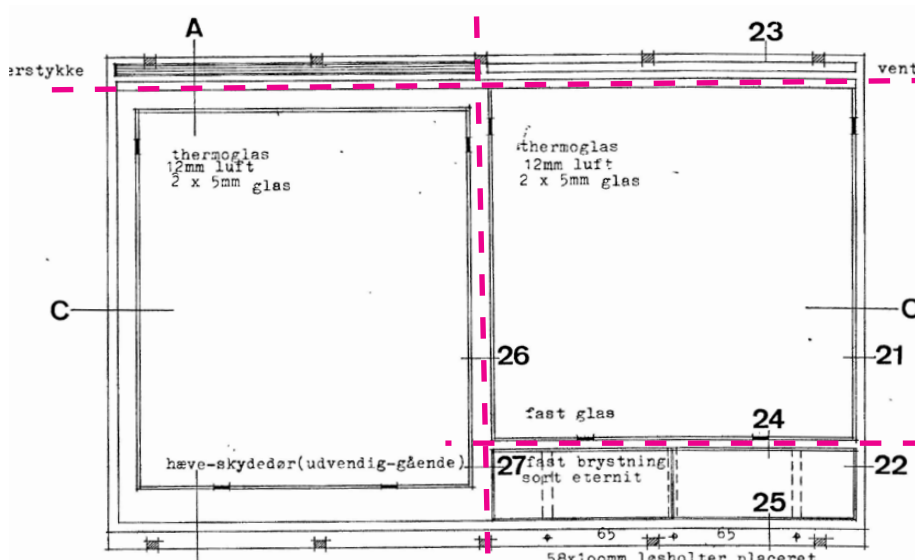 A
23
erstykke
vent
thermoglas
12mm luft
2 x 5mm glas
thermoglas
12mm luft
2 x 5mm glas
C
C
26
21
fast glas
24
hæve-skydedør(udvendig-gående)
27
fast brystning
sort eternit
22
25
65
65
58x100mm løsholter placeret